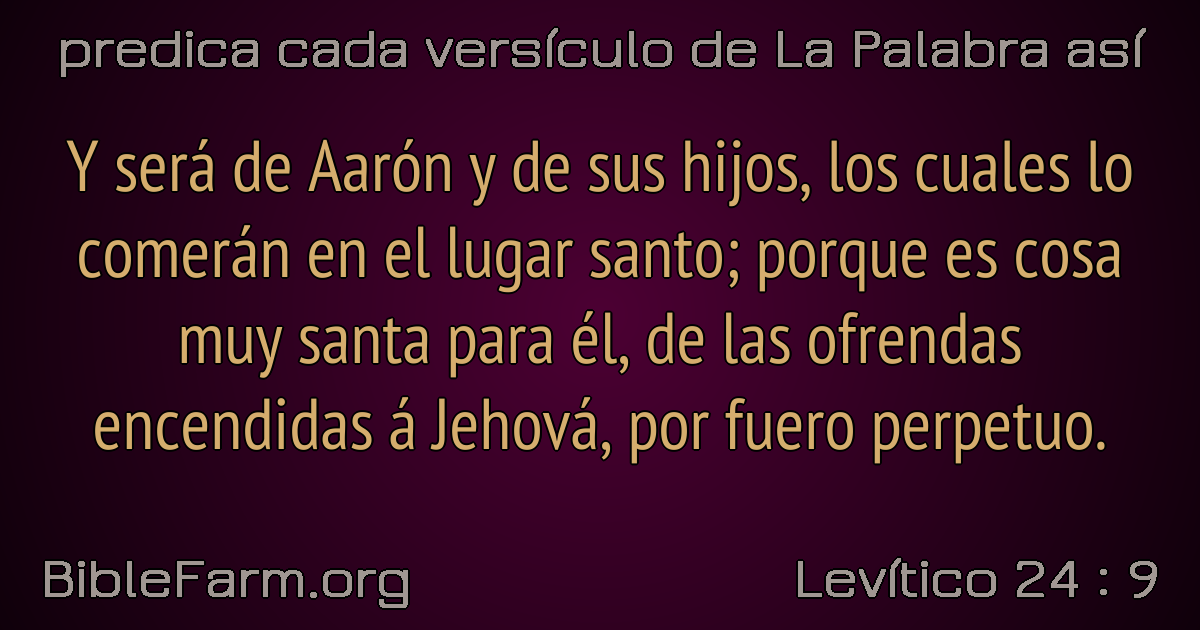 predica cada versículo de La Palabra así
Y será de Aarón y de sus hijos, los cuales lo
comerán en el lugar santo; porque es cosa
muy santa para él, de las ofrendas
encendidas á Jehová, por fuero perpetuo.
BibleFarm.org
Levítico 24 : 9